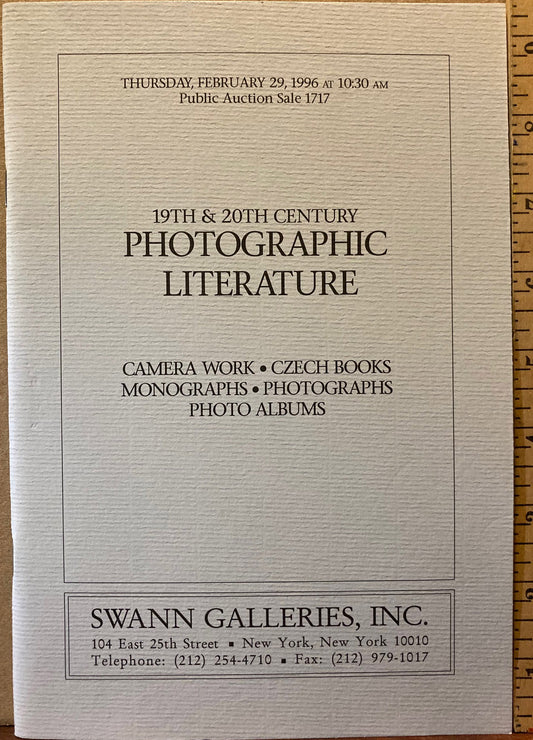 THURSDAY, FEBRUARY 29, 1996 AT 10:30 AM
Public Auction Sale 1717
19TH & 20TH CENTURY
PHOTOGRAPHIC
LITERATURE
CAMERA WORK • CZECH BOOKS
MONOGRAPHS • PHOTOGRAPHS
PHOTO ALBUMS
SWANN GALLERIES, INC.
104 East 25th Street ▪ New York, New York 10010
Telephone: (212) 254-4710 ▪ Fax: (212) 979-1017